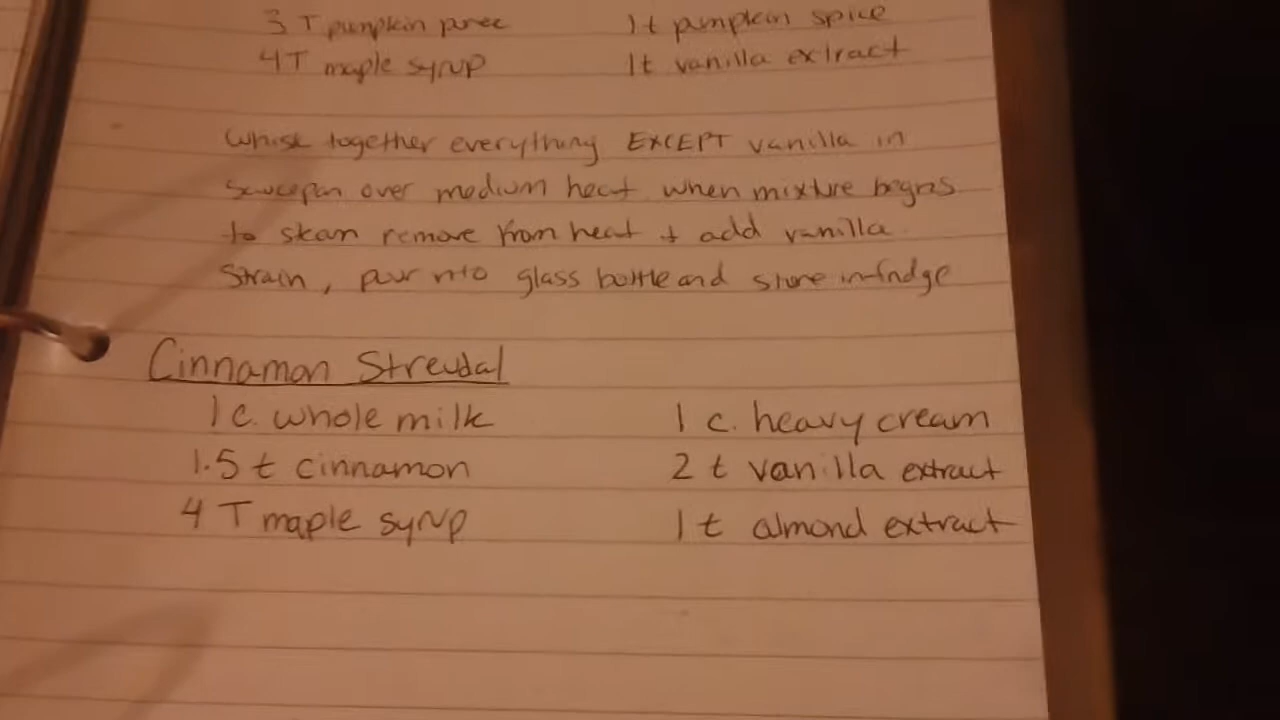 3 T pumpkin puree 1 t pumpkin spice
4T maple syrup 1t vanilla extract
Whisk together everything EXCEPT vanilla in
saucepan over medium heat. when mixture begins
to steam remove from heat + add vanilla.
Strain, pour into glass bottle and store in fridge
Cinnamon Streudal
1 c. whole milk 1 c. heavy cream
1.5 t cinnamon 2 t vanilla extract
4 T maple syrup 1 t almond extract